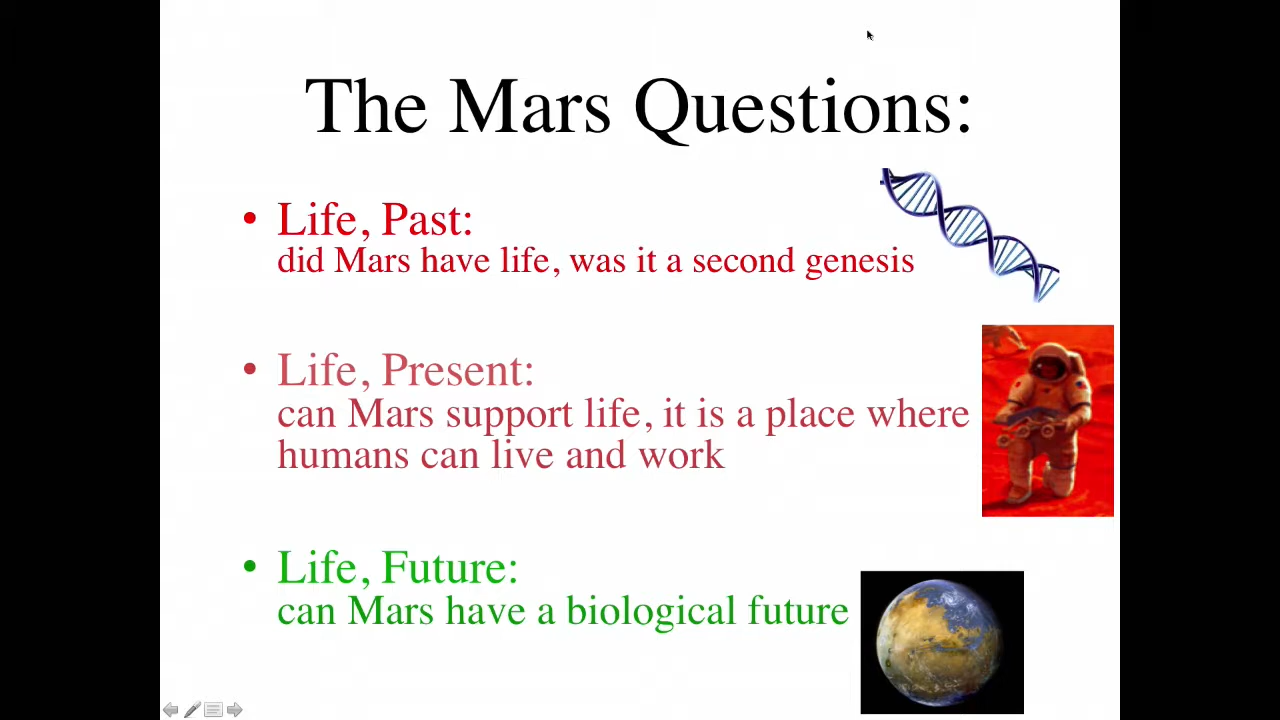 The Mars Questions:
• Life, Past:
did Mars have life, was it a second genesis
• Life, Present:
can Mars support life, it is a place where
humans can live and work
• Life, Future:
can Mars have a biological future